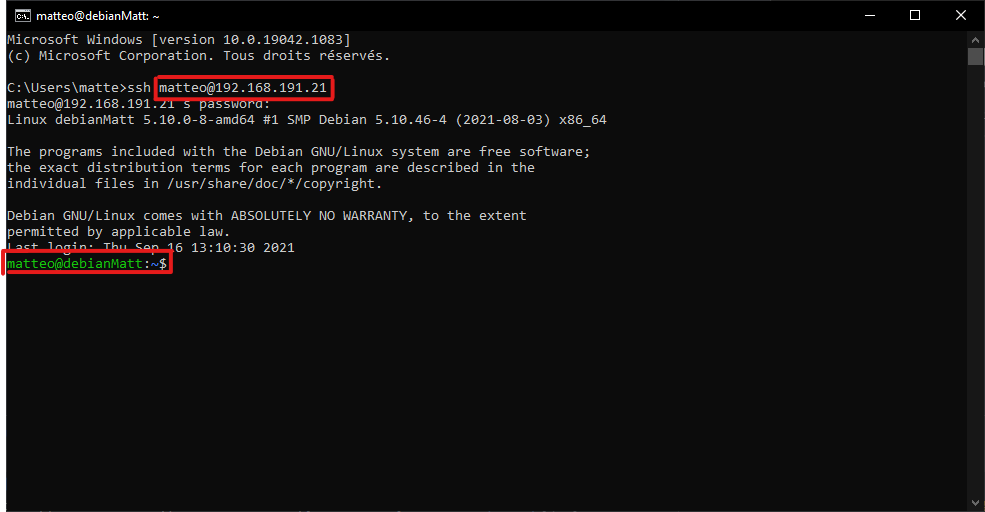 matteo@debianMatt: ~
Microsoft Windows [version 10.0.19042.1083]
(c) Microsoft Corporation. Tous droits réservés.
C:\Users\matte>ssh matteo@192.168.191.21
matteo@192.168.191.21's password:
Linux debianMatt 5.10.0-8-amd64 #1 SMP Debian 5.10.46-4 (2021-08-03) x86_64
The programs included with the Debian GNU/Linux system are free software;
the exact distribution terms for each program are described in the
individual files in /usr/share/doc/*/copyright.
Debian GNU/Linux comes with ABSOLUTELY NO WARRANTY, to the extent
permitted by applicable law.
Last login: Thu Sep 16 13:10:30 2021
matteo@debianMatt:~$